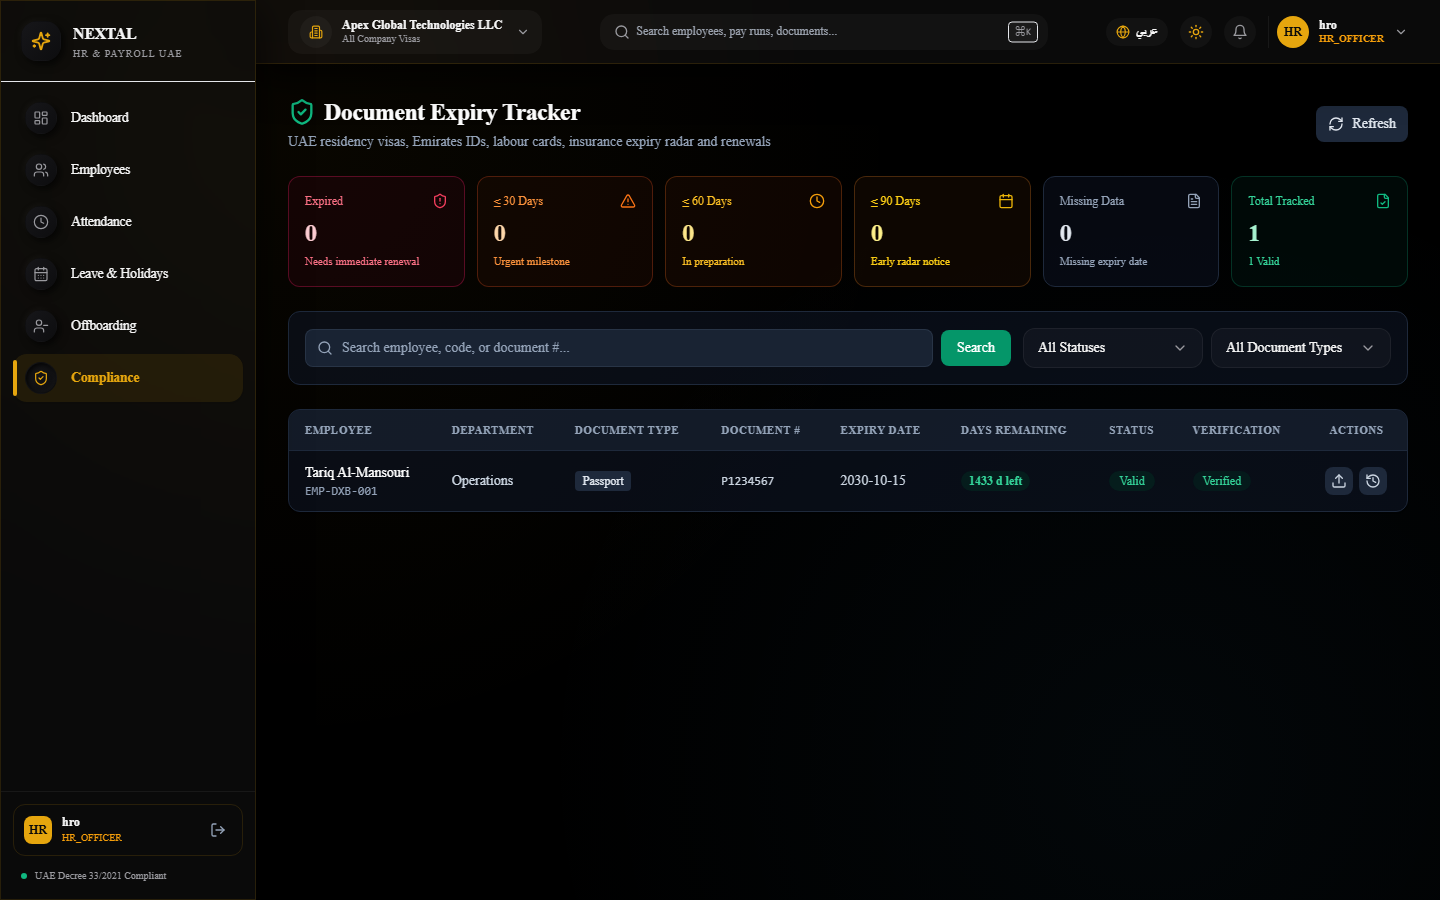 NEXTAL
HR & PAYROLL UAE
Dashboard
Employees
Attendance
Leave & Holidays
Offboarding
Compliance
hro
HR
HR_OFFICER
UAE Decree 33/2021 Compliant
Apex Global Technologies LLC
All Company Visas
Search employees, pay runs, documents...
⌘K
عربي
HR
hro
HR_OFFICER
Document Expiry Tracker
UAE residency visas, Emirates IDs, labour cards, insurance expiry radar and renewals
Refresh
Expired
0
Needs immediate renewal
≤ 30 Days
0
Urgent milestone
≤ 60 Days
0
In preparation
≤ 90 Days
0
Early radar notice
Missing Data
0
Missing expiry date
Total Tracked
1
1 Valid
Search employee, code, or document #...
Search
All Statuses
All Document Types
EMPLOYEE DEPARTMENT DOCUMENT TYPE DOCUMENT # EXPIRY DATE DAYS REMAINING STATUS VERIFICATION ACTIONS
Tariq Al-Mansouri
EMP-DXB-001
Operations Passport P1234567 2030-10-15 1433 d left Valid Verified